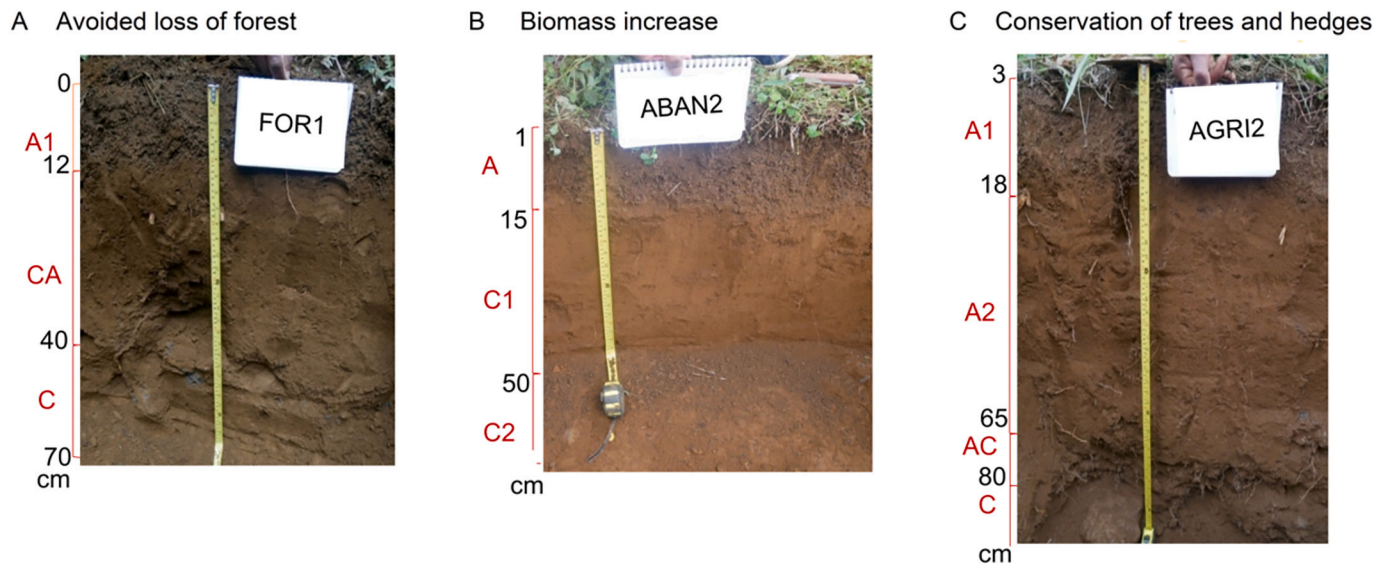 A Avoided loss of forest
0
A1
12
CA
40
C
70
cm
FOR1
B Biomass increase
1
A
15
C1
50
C2
cm
ABAN2
C Conservation of trees and hedges
3
A1
18
A2
65
AC
80
C
cm
AGRI2